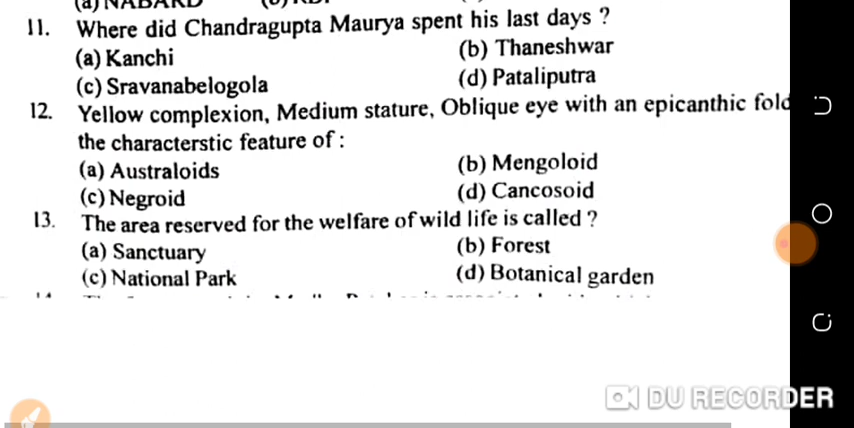 (a) NABARD
11. Where did Chandragupta Maurya spent his last days ?
(a) Kanchi (b) Thaneshwar
(c) Sravanabelogola (d) Pataliputra
12. Yellow complexion, Medium stature, Oblique eye with an epicanthic fold
the characterstic feature of :
(a) Australoids (b) Mengoloid
(c) Negroid (d) Cancosoid
13. The area reserved for the welfare of wild life is called ?
(a) Sanctuary (b) Forest
(c) National Park (d) Botanical garden
DU RECORDER